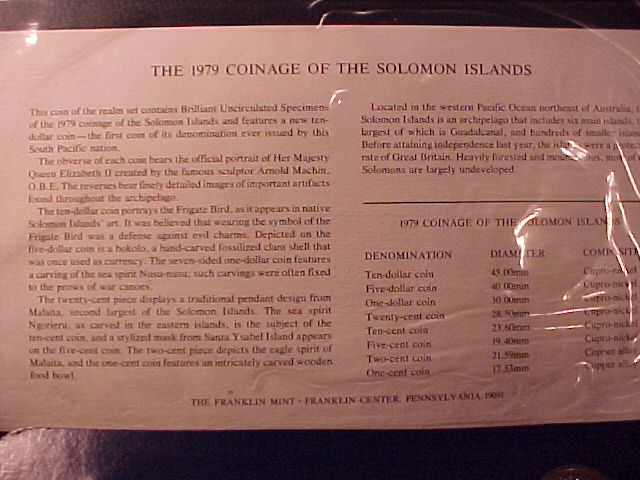 THE 1979 COINAGE OF THE SOLOMON ISLANDS
This coin of the realm set contains Brilliant Uncirculated Specimens
of the 1979 coinage of the Solomon Islands and features a new ten-
dollar coin—the first coin of its denomination ever issued by this
South Pacific nation.
The obverse of each coin bears the official portrait of Her Majesty
Queen Elizabeth II created by the famous sculptor Arnold Machin,
O.B.E. The reverses bear finely detailed images of important artifacts
found throughout the archipelago.
The ten-dollar coin portrays the Frigate Bird, as it appears in native
Solomon Islands' art. It was believed that wearing the symbol of the
Frigate Bird was a defense against evil charms. Depicted on the
five-dollar coin is a bokolo, a hand-carved fossilized clam shell that
was once used as currency. The seven-sided one-dollar coin features
a carving of the sea spirit Nusu-nusu; such carvings were often fixed
to the prows of war canoes.
The twenty-cent piece displays a traditional pendant design from
Malaita, second largest of the Solomon Islands. The sea spirit
Ngorieru, as carved in the eastern islands, is the subject of the
ten-cent coin, and a stylized mask from Santa Ysabel Island appears
on the five-cent coin. The two-cent piece depicts the eagle spirit of
Malaita, and the one-cent coin features an intricately carved wooden
food bowl.
Located in the western Pacific Ocean northeast of Australia,
Solomon Islands is an archipelago that includes six main islands,
largest of which is Guadalcanal, and hundreds of smaller
Before attaining independence last year, the were a
rate of Great Britain. Heavily forested and most of
Solomons are largely undeveloped.
1979 COINAGE OF THE SOLOMON ISLANDS
DENOMINATION DIAMETER
Ten-dollar coin 45.00mm Cupro-nickel
Five-dollar coin 40.00mm Cupro-nickel
One-dollar coin 30.00mm Cupro-nickel
Twenty-cent coin 28.50mm Cupro-nickel
Ten-cent coin 23.60mm Cupro-nickel
Five-cent coin 19.40mm Cupro-nickel
Two-cent coin 21.59mm Copper alloy
One-cent coin 17.53mm Copper alloy
THE FRANKLIN MINT · FRANKLIN CENTER, PENNSYLVANIA 19091